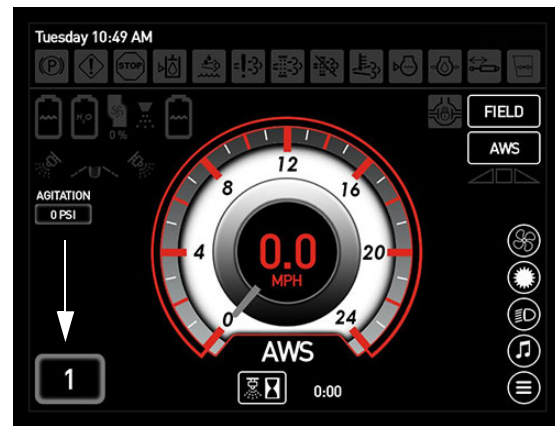 Tuesday 10:49 AM
P
STOP
H₂O
0 %
FIELD
AWS
AGITATION
0 PSI
12
8
16
4
20
0.0
MPH
0
24
AWS
1
0:00